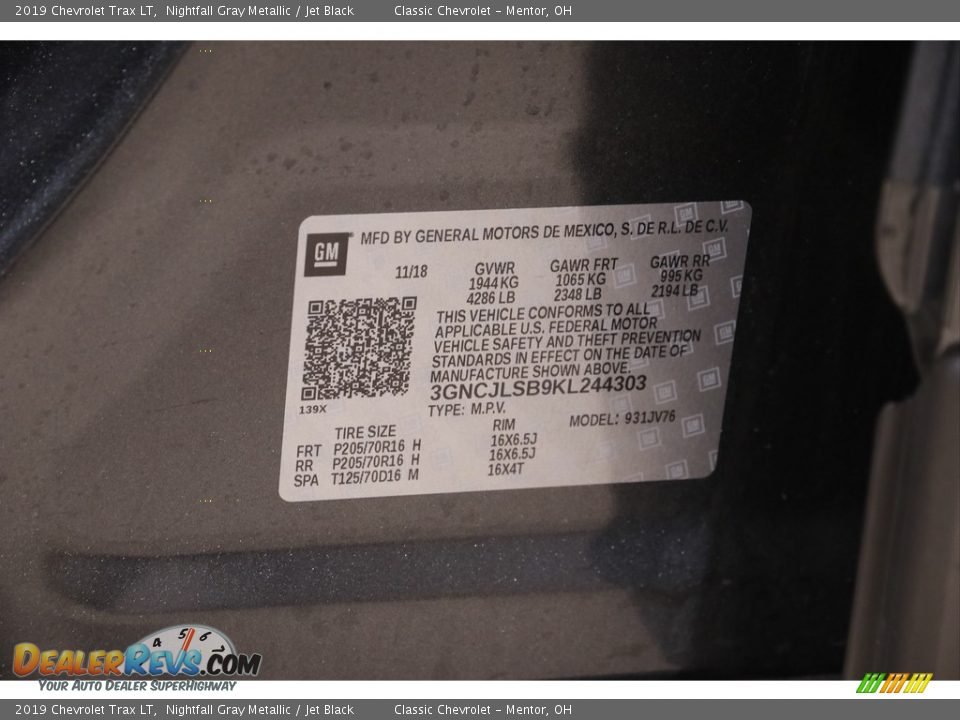 2019 Chevrolet Trax LT, Nightfall Gray Metallic / Jet Black Classic Chevrolet - Mentor, OH
GM MFD BY GENERAL MOTORS DE MEXICO, S. DE R.L. DE C.V.
11/18 GVWR GAWR FRT GAWR RR
1944 KG 1065 KG 995 KG
4286 LB 2348 LB 2194 LB
THIS VEHICLE CONFORMS TO ALL
APPLICABLE U.S. FEDERAL MOTOR
VEHICLE SAFETY AND THEFT PREVENTION
STANDARDS IN EFFECT ON THE DATE OF
MANUFACTURE SHOWN ABOVE.
3GNCJLSB9KL244303
139X TYPE: M.P.V. MODEL: 931JV76
TIRE SIZE RIM
FRT P205/70R16 H 16X6.5J
RR P205/70R16 H 16X6.5J
SPA T125/70D16 M 16X4T
4 5 6
DealerRevs.com
Your Auto Dealer SuperHighway
2019 Chevrolet Trax LT, Nightfall Gray Metallic / Jet Black Classic Chevrolet - Mentor, OH